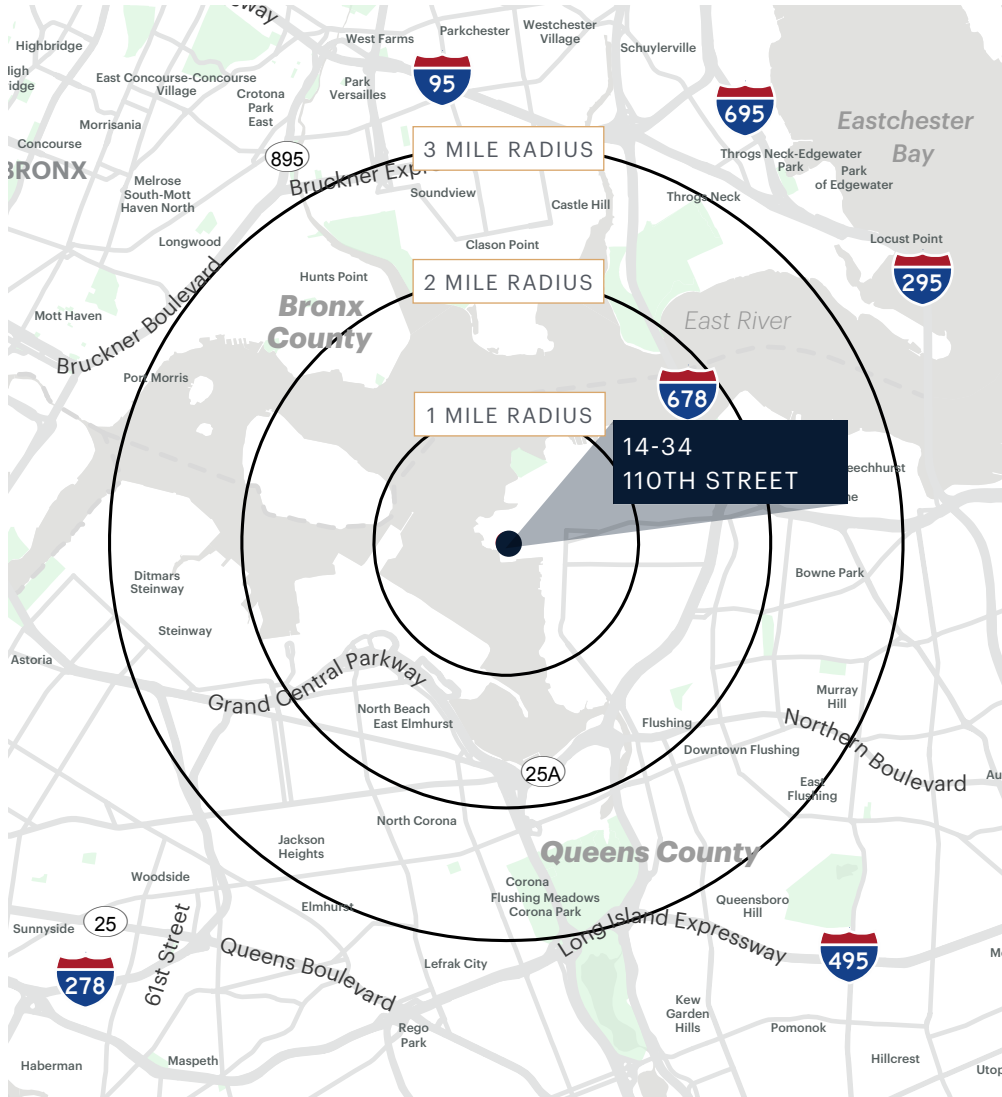 Highbridge
West Farms
Parkchester
Westchester
Village
Schuylerville
95
East Concourse-Concourse
Village
Park
Versailles
Crotona
Park
East
695
Eastchester
Bay
Morrisania
Concourse
BRONX
895
3 MILE RADIUS
Throgs Neck-Edgewater
Park
Park
of Edgewater
Bruckner
Soundview
Melrose
South-Mott
Haven North
Castle Hill
Throgs Neck
Longwood
Clason Point
Locust Point
Hunts Point
2 MILE RADIUS
295
Bronx
County
Mott Haven
Bruckner Boulevard
East River
Port Morris
678
1 MILE RADIUS
14-34
110TH STREET
Ditmars
Steinway
Bowne Park
Steinway
Astoria
Grand Central Parkway
North Beach
East Elmhurst
Murray
Hill
Flushing
Northern Boulevard
Downtown Flushing
25A
East
Flushing
North Corona
Jackson
Heights
Queens County
Woodside
Corona
Flushing Meadows
Corona Park
Elmhurst
Queensboro
Hill
25
Sunnyside
61st Street
Queens Boulevard
Long Island Expressway
Lefrak City
495
278
Kew
Garden
Hills
Rego
Park
Pomonok
Haberman
Maspeth
Hillcrest